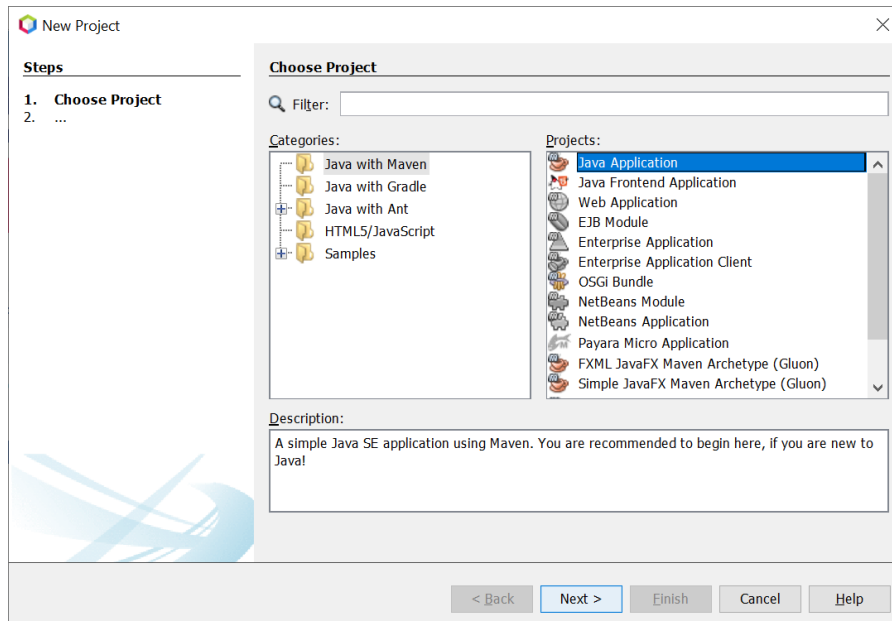 New Project
Steps
1. Choose Project
2. ...
Choose Project
Filter:
Categories:
Java with Maven
Java with Gradle
Java with Ant
HTML5/JavaScript
Samples
Projects:
Java Application
Java Frontend Application
Web Application
EJB Module
Enterprise Application
Enterprise Application Client
OSGi Bundle
NetBeans Module
NetBeans Application
Payara Micro Application
FXML JavaFX Maven Archetype (Gluon)
Simple JavaFX Maven Archetype (Gluon)
Description:
A simple Java SE application using Maven. You are recommended to begin here, if you are new to
Java!
< Back
Next >
Finish
Cancel
Help